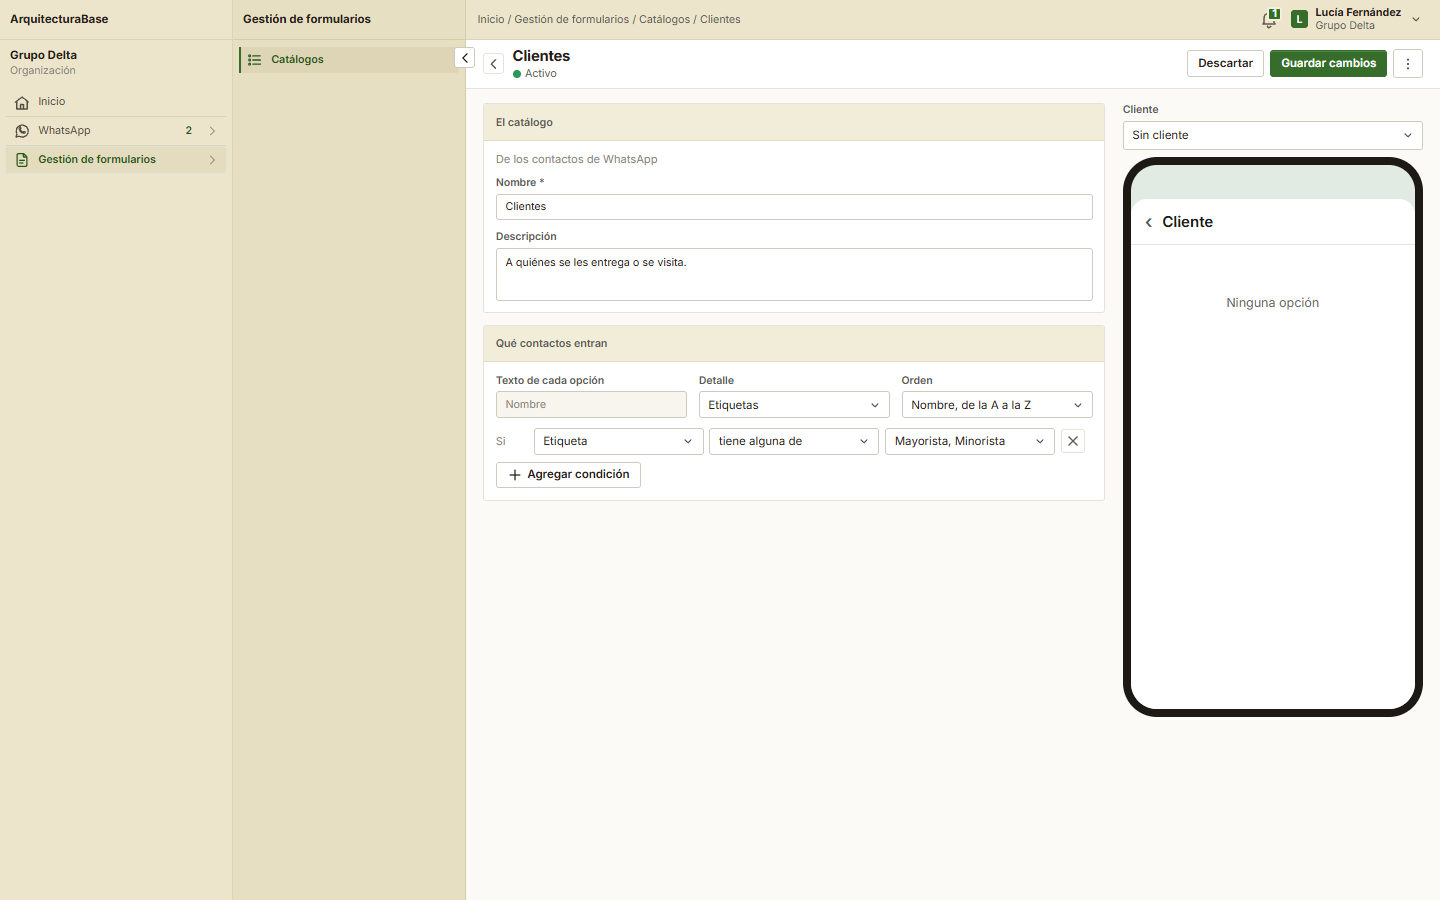 ArquitecturaBase
Gestión de formularios
Inicio / Gestión de formularios / Catálogos / Clientes
1
L
Lucía Fernández
Grupo Delta
Grupo Delta
Organización
Inicio
WhatsApp 2
Gestión de formularios
Catálogos
Clientes
Activo
Descartar
Guardar cambios
El catálogo
De los contactos de WhatsApp
Nombre *
Clientes
Descripción
A quiénes se les entrega o se visita.
Qué contactos entran
Texto de cada opción Detalle Orden
Nombre Etiquetas Nombre, de la A a la Z
Si Etiqueta tiene alguna de Mayorista, Minorista
Agregar condición
Cliente
Sin cliente
Cliente
Ninguna opción